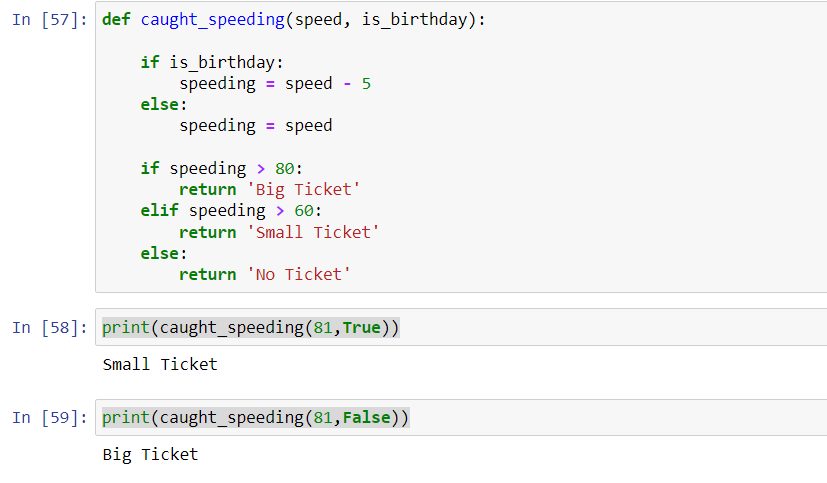 In [57]: def caught_speeding(speed, is_birthday):
if is_birthday:
speeding = speed - 5
else:
speeding = speed
if speeding > 80:
return 'Big Ticket'
elif speeding > 60:
return 'Small Ticket'
else:
return 'No Ticket'
In [58]: print(caught_speeding(81,True))
Small Ticket
In [59]: print(caught_speeding(81,False))
Big Ticket